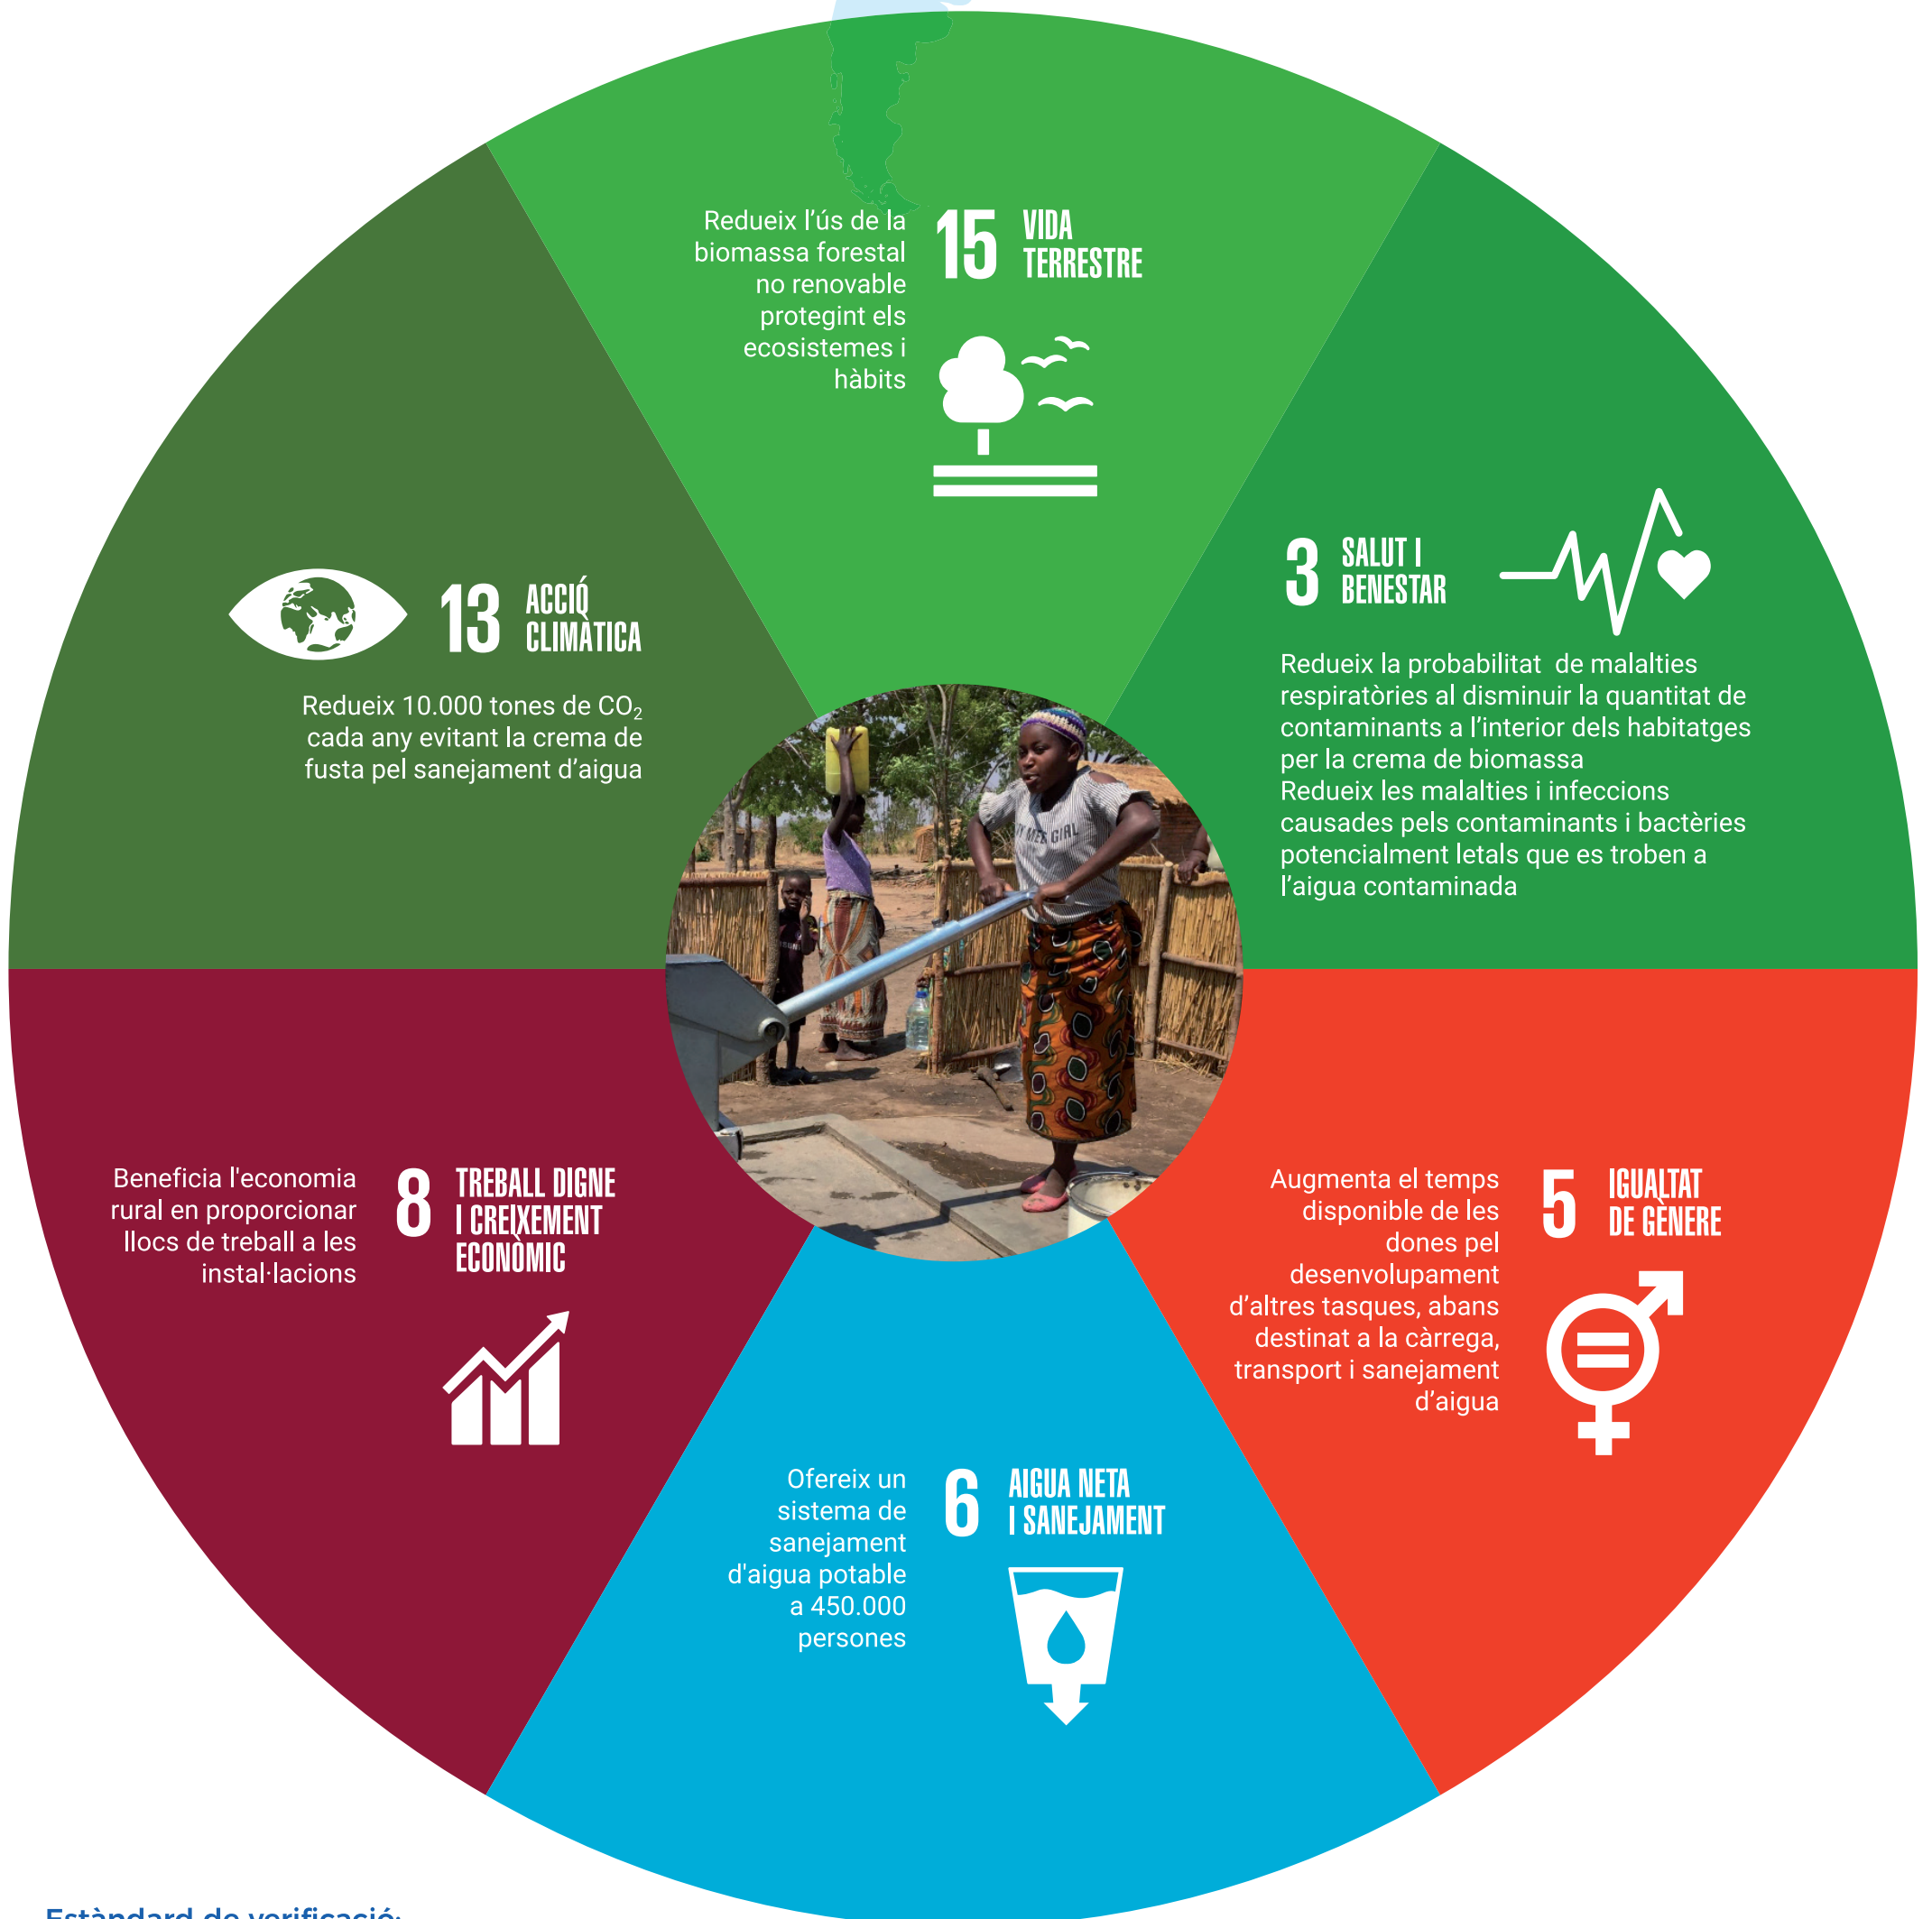 Redueix l'ús de la
biomassa forestal
no renovable
protegint els
ecosistemes i
hàbits
15 VIDA
TERRESTRE
3 SALUT I
BENESTAR
Redueix la probabilitat de malalties
respiratòries al disminuir la quantitat de
contaminants a l'interior dels habitatges
per la crema de biomassa
Redueix les malalties i infeccions
causades pels contaminants i bactèries
potencialment letals que es troben a
l'aigua contaminada
13 ACCIÓ
CLIMÀTICA
Redueix 10.000 tones de CO₂
cada any evitant la crema de
fusta pel sanejament d'aigua
Beneficia l'economia
rural en proporcionar
llocs de treball a les
instal·lacions
8 TREBALL DIGNE
I CREIXEMENT
ECONÒMIC
Augmenta el temps
disponible de les
dones pel
desenvolupament
d'altres tasques, abans
destinat a la càrrega,
transport i sanejament
d'aigua
5 IGUALTAT
DE GÈNERE
Ofereix un
sistema de
sanejament
d'aigua potable
a 450.000
persones
6 AIGUA NETA
I SANEJAMENT
Estàndard de verificació: